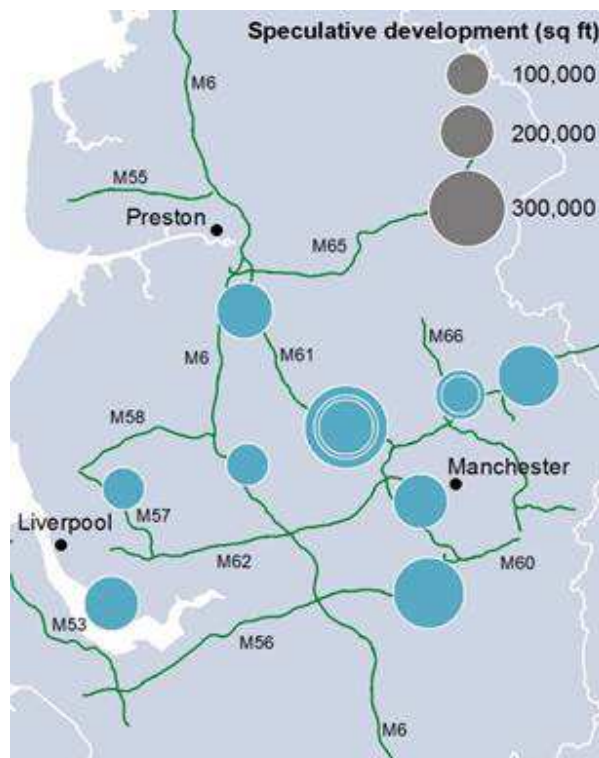 Speculative development (sq ft)
100,000
200,000
300,000
M6
M55
Preston
M65
M6
M61
M66
M58
Manchester
M57
Liverpool
M62
M60
M53
M56
M6